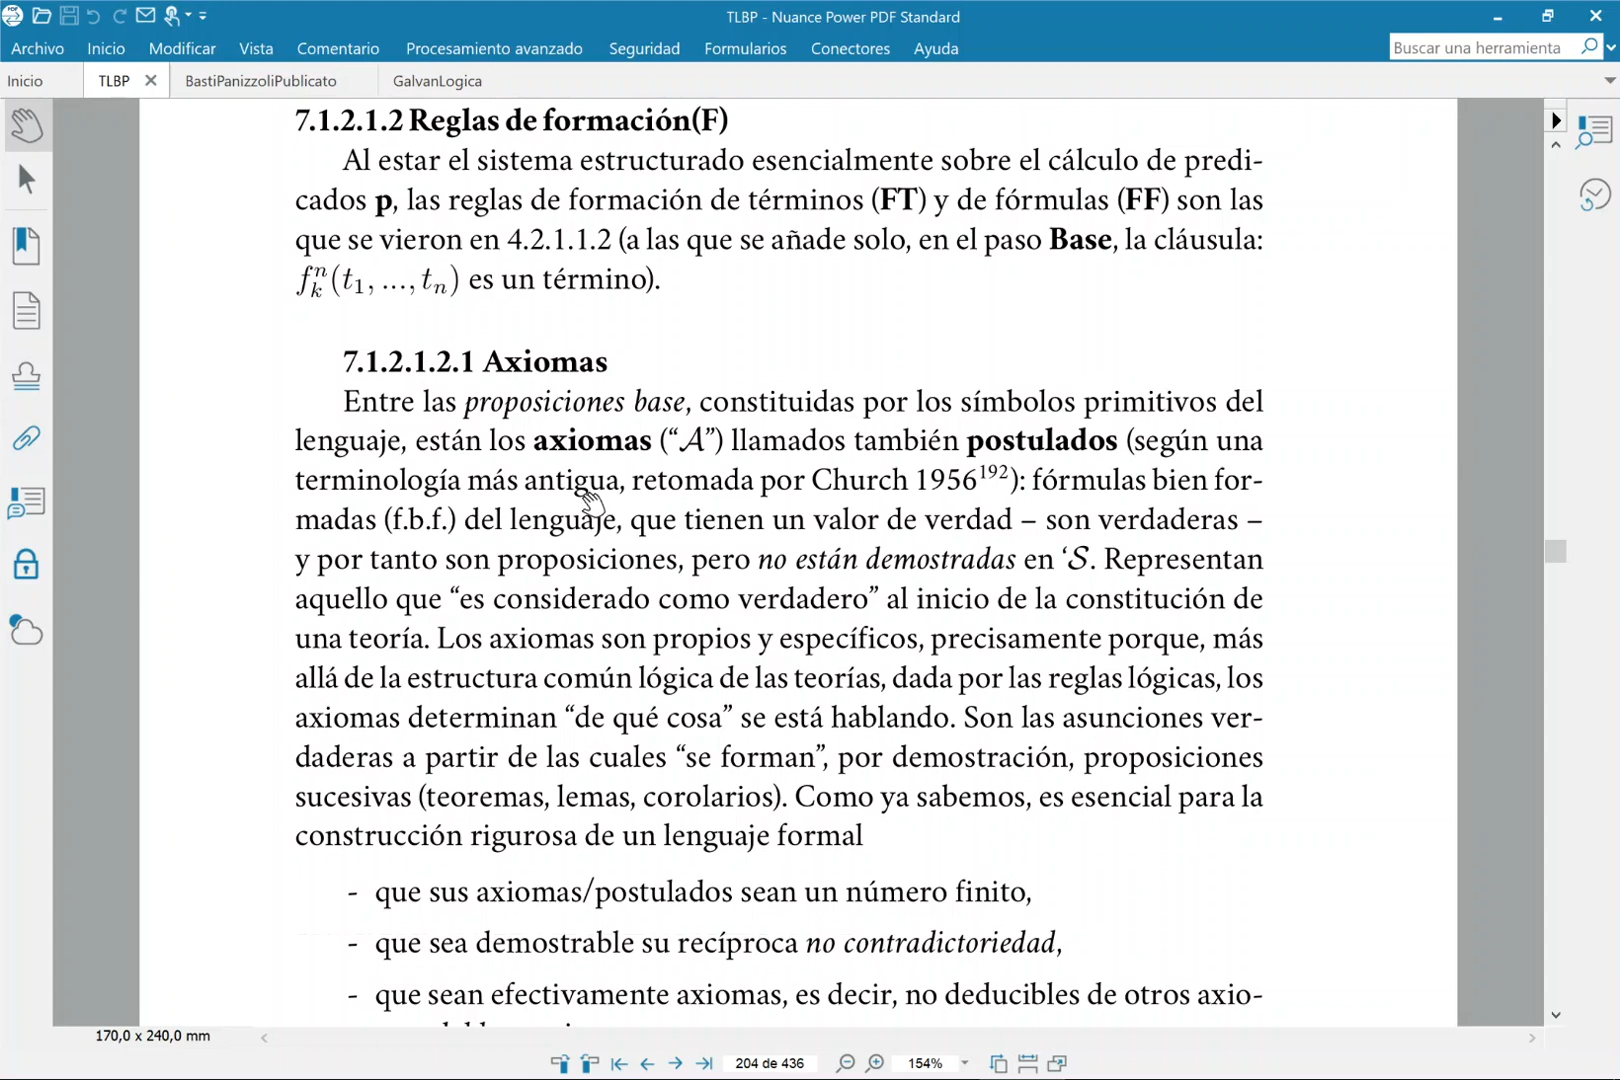 TLBP - Nuance Power PDF Standard
Archivo Inicio Modificar Vista Comentario Procesamiento avanzado Seguridad Formularios Conectores Ayuda
Buscar una herramienta
Inicio TLBP BastiPanizzoliPublicato GalvanLogica
7.1.2.1.2 Reglas de formación(F)
Al estar el sistema estructurado esencialmente sobre el cálculo de predi-
cados p, las reglas de formación de términos (FT) y de fórmulas (FF) son las
que se vieron en 4.2.1.1.2 (a las que se añade solo, en el paso Base, la cláusula:
fₖⁿ(t₁, ..., tₙ) es un término).
7.1.2.1.2.1 Axiomas
Entre las proposiciones base, constituidas por los símbolos primitivos del
lenguaje, están los axiomas (“𝒜”) llamados también postulados (según una
terminología más antigua, retomada por Church 1956¹⁹²): fórmulas bien for-
madas (f.b.f.) del lenguaje, que tienen un valor de verdad – son verdaderas –
y por tanto son proposiciones, pero no están demostradas en ‘𝒮. Representan
aquello que “es considerado como verdadero” al inicio de la constitución de
una teoría. Los axiomas son propios y específicos, precisamente porque, más
allá de la estructura común lógica de las teorías, dada por las reglas lógicas, los
axiomas determinan “de qué cosa” se está hablando. Son las asunciones ver-
daderas a partir de las cuales “se forman”, por demostración, proposiciones
sucesivas (teoremas, lemas, corolarios). Como ya sabemos, es esencial para la
construcción rigurosa de un lenguaje formal
- que sus axiomas/postulados sean un número finito,
- que sea demostrable su recíproca no contradictoriedad,
- que sean efectivamente axiomas, es decir, no deducibles de otros axio-
170,0 x 240,0 mm
204 de 436
154%